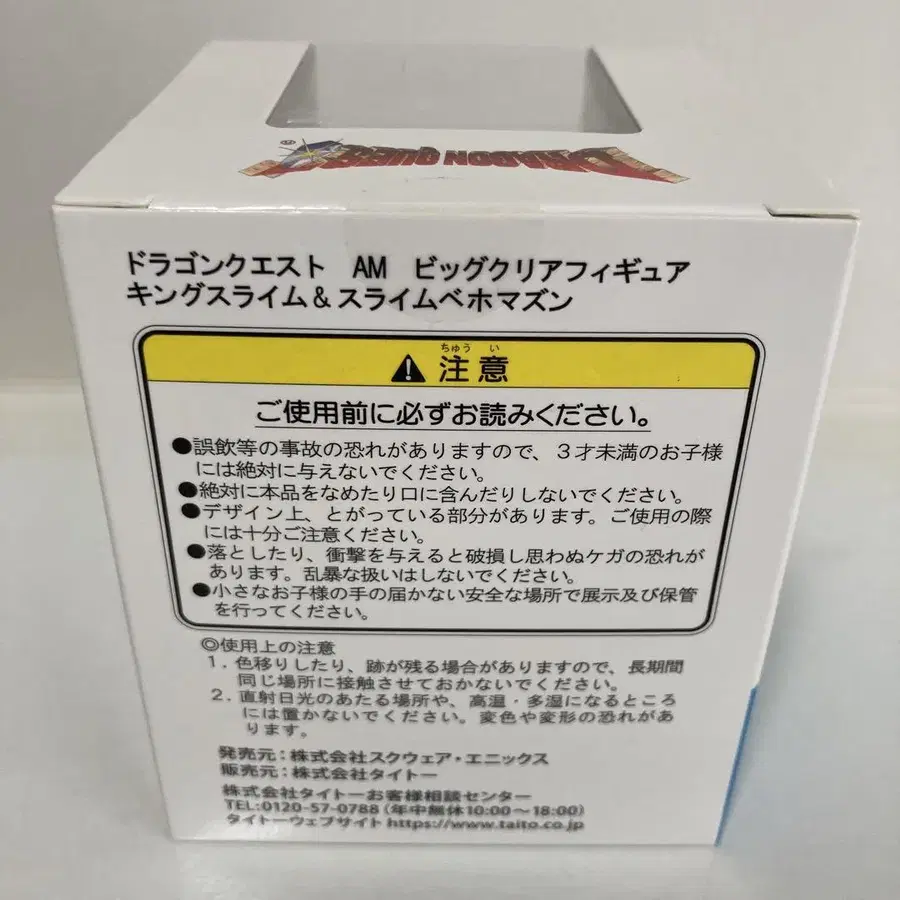 DRAGON QUEST
®
ドラゴンクエスト　AM　ビッグクリアフィギュア
キングスライム＆スライムベホマズン
ちゅう　い
注意
ご使用前に必ずお読みください。
●誤飲等の事故の恐れがありますので、３才未満のお子様
には絶対に与えないでください。
●絶対に本品をなめたり口に含んだりしないでください。
●デザイン上、とがっている部分があります。ご使用の際
には十分ご注意ください。
●落としたり、衝撃を与えると破損し思わぬケガの恐れが
あります。乱暴な扱いはしないでください。
●小さなお子様の手の届かない安全な場所で展示及び保管
を行ってください。
◎使用上の注意
１．色移りしたり、跡が残る場合がありますので、長期間
同じ場所に接触させておかないでください。
２．直射日光のあたる場所や、高温・多湿になるところ
には置かないでください。変色や変形の恐れがあ
ります。
発売元：株式会社スクウェア・エニックス
販売元：株式会社タイトー
株式会社タイトーお客様相談センター
TEL:0120-57-0788（年中無休10:00～18:00）
タイトーウェブサイト https://www.taito.co.jp